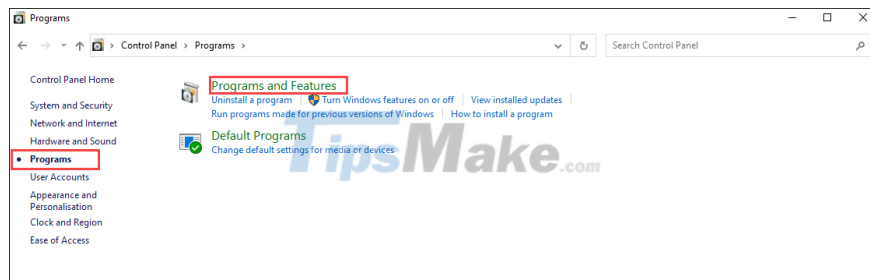 Programs
Control Panel > Programs >
Search Control Panel
Control Panel Home
System and Security
Network and Internet
Hardware and Sound
Programs
User Accounts
Appearance and
Personalisation
Clock and Region
Ease of Access
Programs and Features
Uninstall a program | Turn Windows features on or off | View installed updates |
Run programs made for previous versions of Windows | How to install a program
Default Programs
Change default settings for media or devices
TipsMake.com